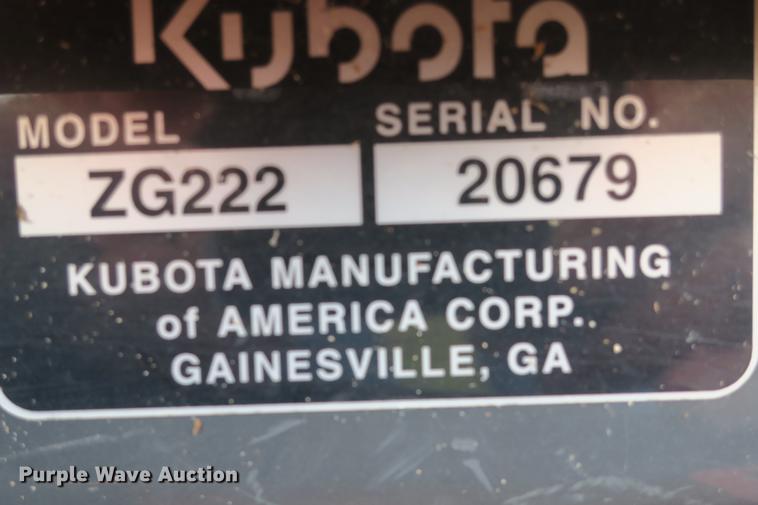 Kubota
MODEL SERIAL NO.
ZG222 20679
KUBOTA MANUFACTURING
of AMERICA CORP..
GAINESVILLE, GA
Purple Wave Auction